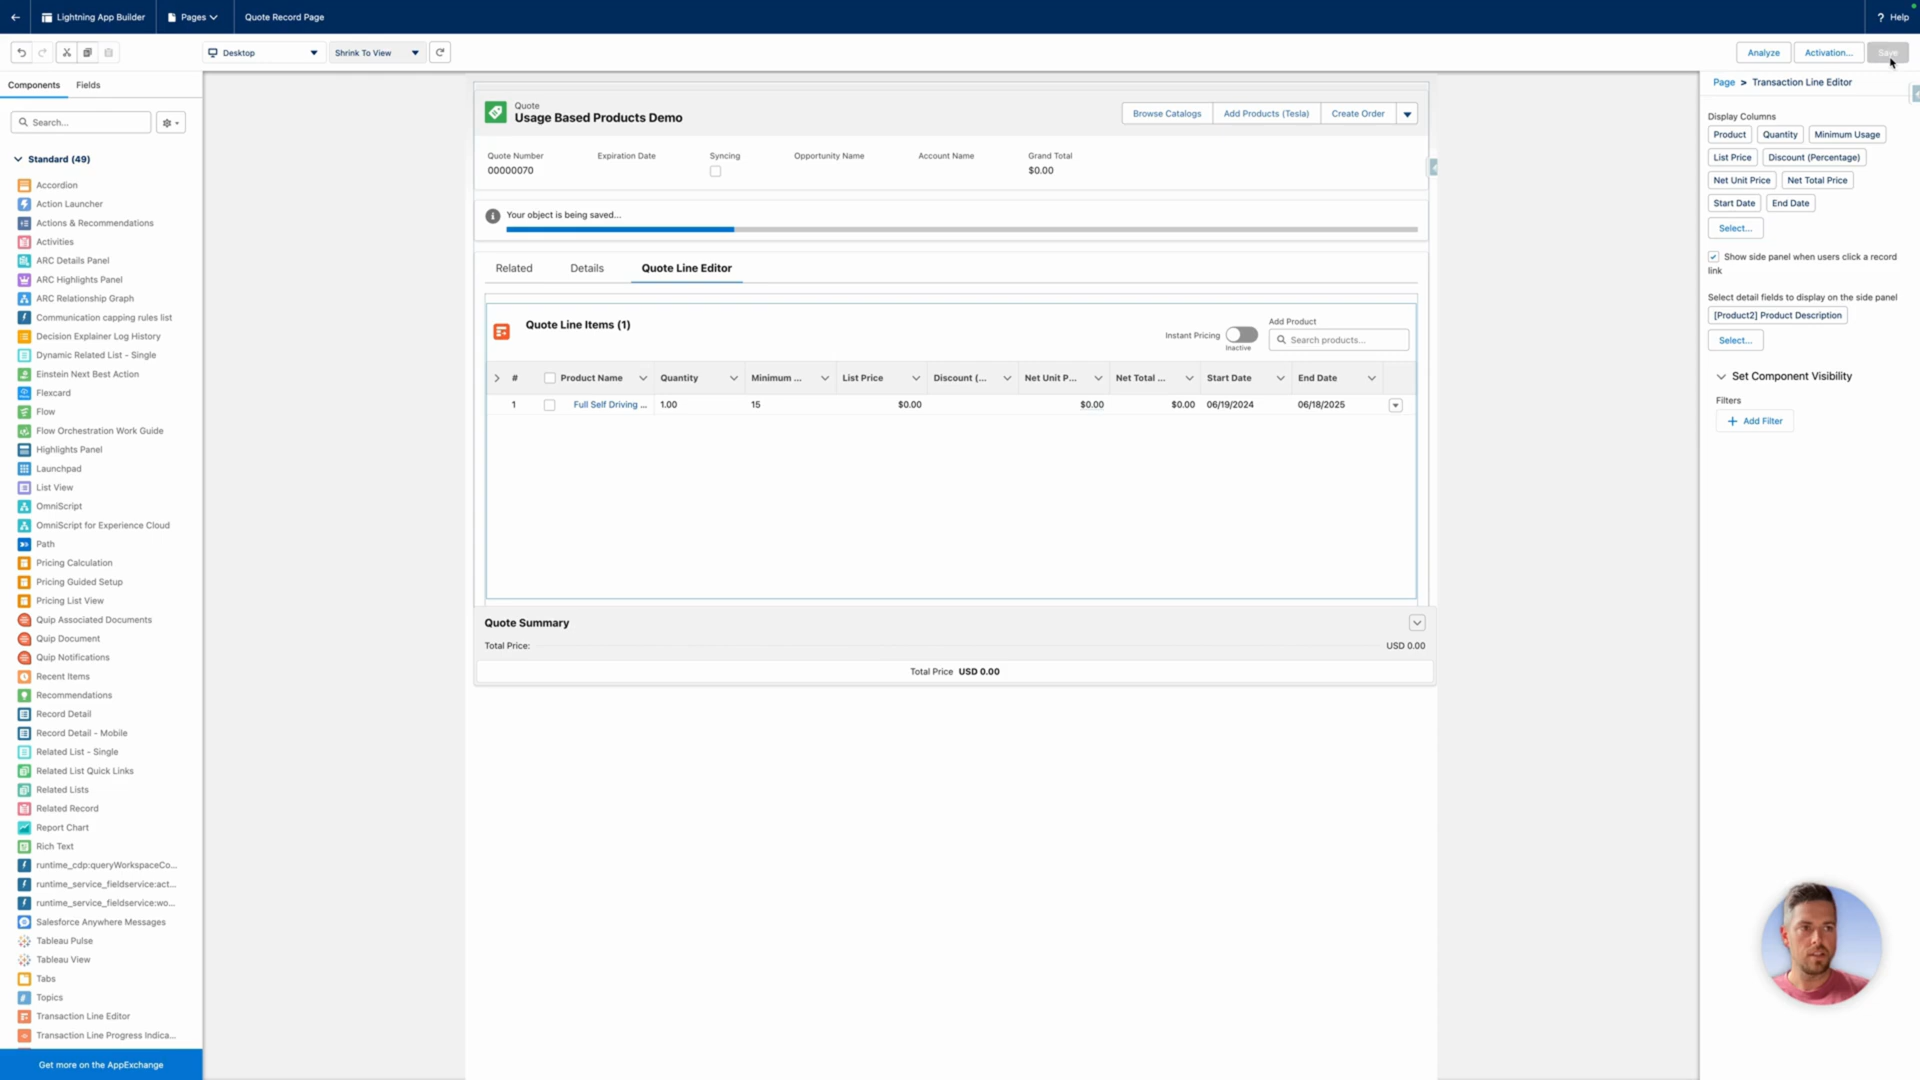 Lightning App Builder
Pages
Quote Record Page
? Help
Desktop
Shrink To View
Analyze
Activation...
Save
Components
Fields
Search...
Standard (49)
Accordion
Action Launcher
Actions & Recommendations
Activities
ARC Details Panel
ARC Highlights Panel
ARC Relationship Graph
Communication capping rules list
Decision Explainer Log History
Dynamic Related List - Single
Einstein Next Best Action
Flexcard
Flow
Flow Orchestration Work Guide
Highlights Panel
Launchpad
List View
OmniScript
OmniScript for Experience Cloud
Path
Pricing Calculation
Pricing Guided Setup
Pricing List View
Quip Associated Documents
Quip Document
Quip Notifications
Recent Items
Recommendations
Record Detail
Record Detail - Mobile
Related List - Single
Related List Quick Links
Related Lists
Related Record
Report Chart
Rich Text
runtime_cdp:queryWorkspaceCo...
runtime_service_fieldservice:act...
runtime_service_fieldservice:wo...
Salesforce Anywhere Messages
Tableau Pulse
Tableau View
Tabs
Topics
Transaction Line Editor
Transaction Line Progress Indica...
Get more on the AppExchange
Quote
Usage Based Products Demo
Browse Catalogs
Add Products (Tesla)
Create Order
Quote Number
Expiration Date
Syncing
Opportunity Name
Account Name
Grand Total
00000070
$0.00
Your object is being saved...
Related
Details
Quote Line Editor
Quote Line Items (1)
Instant Pricing
Inactive
Add Product
Search products...
# Product Name Quantity Minimum ... List Price Discount (... Net Unit P... Net Total ... Start Date End Date
1 Full Self Driving ... 1.00 15 $0.00 $0.00 $0.00 06/19/2024 06/18/2025
Quote Summary
Total Price: USD 0.00
Total Price USD 0.00
Page > Transaction Line Editor
Display Columns
Product Quantity Minimum Usage
List Price Discount (Percentage)
Net Unit Price Net Total Price
Start Date End Date
Select...
Show side panel when users click a record
link
Select detail fields to display on the side panel
[Product2] Product Description
Select...
Set Component Visibility
Filters
+ Add Filter